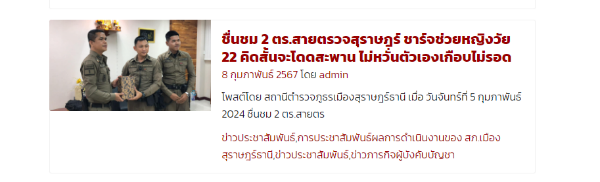 ชื่นชม 2 ตร.สายตรวจสุราษฎร์ ชาร์จช่วยหญิงวัย
22 คิดสั้นจะโดดสะพาน ไม่หวั่นตัวเองเกือบไม่รอด
8 กุมภาพันธ์ 2567 โดย admin
โพสต์โดย สถานีตำรวจภูธรเมืองสุราษฎร์ธานี เมื่อ วันจันทร์ที่ 5 กุมภาพันธ์
2024 ชื่นชม 2 ตร.สายตร
ข่าวประชาสัมพันธ์,การประชาสัมพันธ์ผลการดำเนินงานของ สภ.เมือง
สุราษฎร์ธานี,ข่าวประชาสัมพันธ์,ข่าวภารกิจผู้บังคับบัญชา